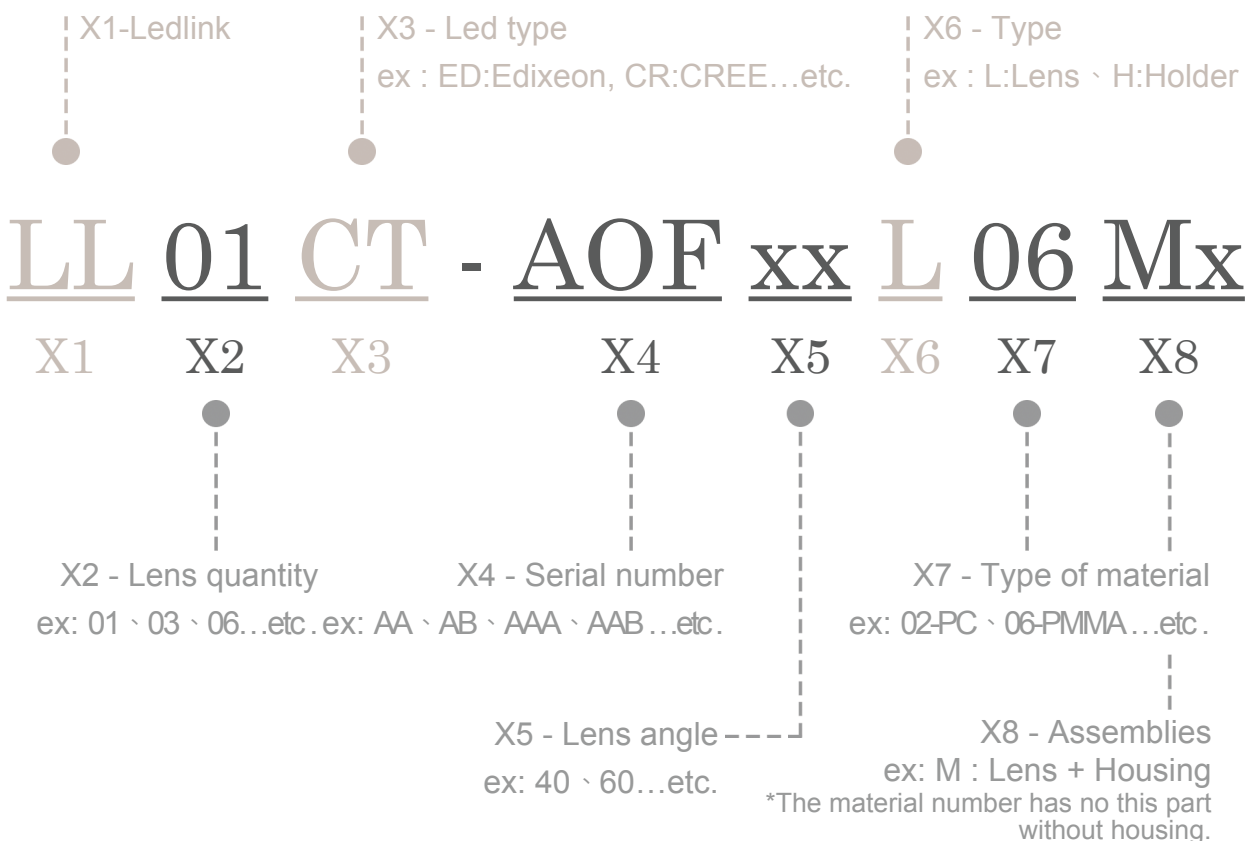 X1-Ledlink
X3 - Led type
ex : ED:Edixeon, CR:CREE...etc.
X6 - Type
ex : L:Lens、H:Holder
LL 01 CT - AOF xx L 06 Mx
X1 X2 X3 X4 X5 X6 X7 X8
X2 - Lens quantity
ex: 01、03、06...etc.
X4 - Serial number
ex: AA、AB、AAA、AAB...etc.
X7 - Type of material
ex: 02-PC、06-PMMA...etc.
X5 - Lens angle
ex: 40、60...etc.
X8 - Assemblies
ex: M : Lens + Housing
*The material number has no this part
without housing.